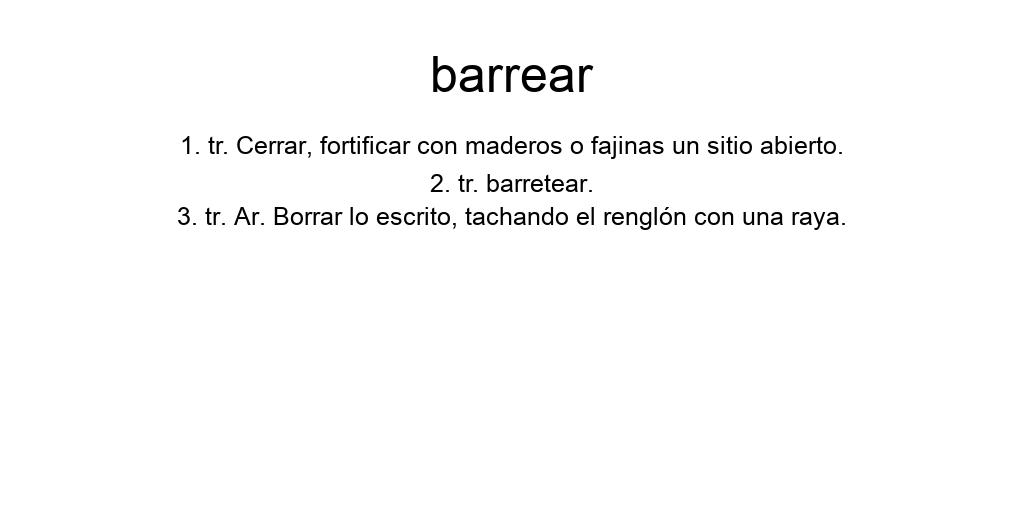 barrear
1. tr. Cerrar, fortificar con maderos o fajinas un sitio abierto.
2. tr. barretear.
3. tr. Ar. Borrar lo escrito, tachando el renglón con una raya.